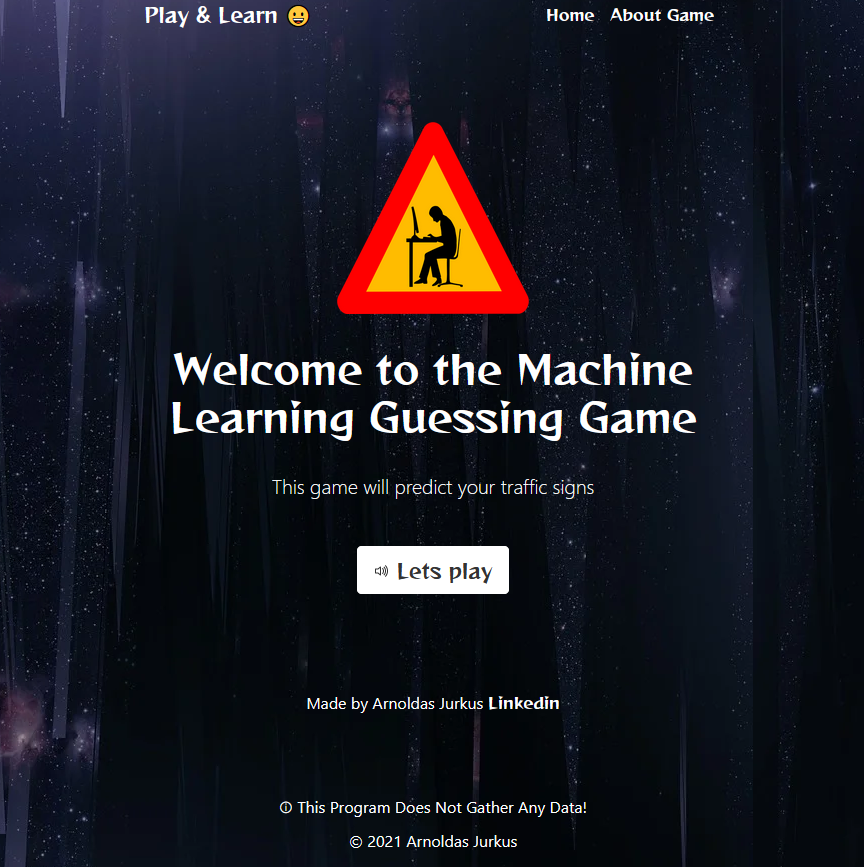 Play & Learn 😀
Home About Game
Welcome to the Machine
Learning Guessing Game
This game will predict your traffic signs
Lets play
Made by Arnoldas Jurkus Linkedin
ⓘ This Program Does Not Gather Any Data!
© 2021 Arnoldas Jurkus